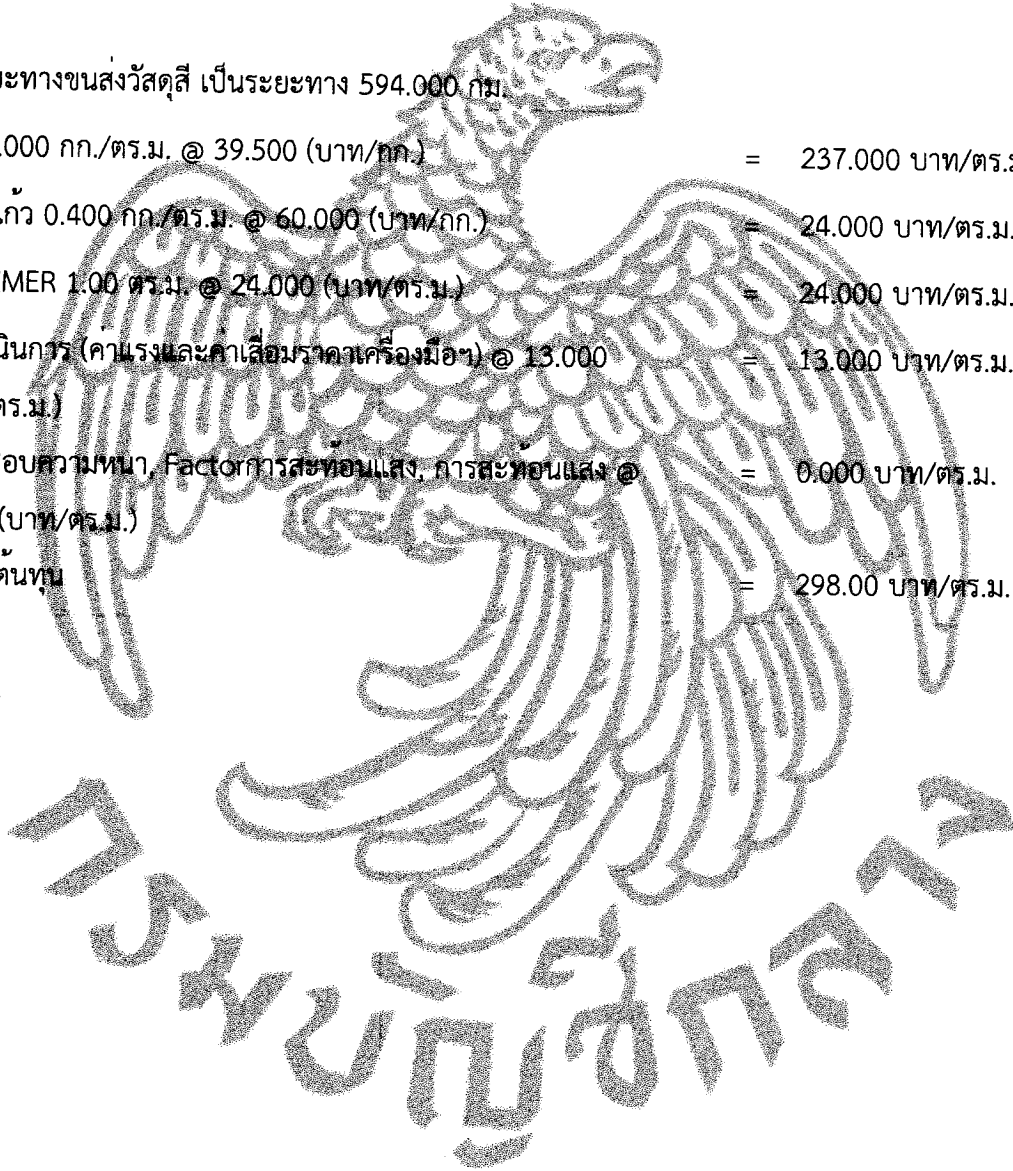 ยะทางขนส่งวัสดุสี เป็นระยะทาง 594.000 กม.
.000 กก./ตร.ม. @ 39.500 (บาท/กก.) = 237.000 บาท/ตร.ม
แก้ว 0.400 กก./ตร.ม. @ 60.000 (บาท/กก.) = 24.000 บาท/ตร.ม.
MER 1.00 ตร.ม. @ 24.000 (บาท/ตร.ม.) = 24.000 บาท/ตร.ม.
นินการ (ค่าแรงและค่าเสื่อมราคาเครื่องมือฯ) @ 13.000 = 13.000 บาท/ตร.ม.
ตร.ม.)
อบความหนา, Factorการสะท้อนแสง, การสะท้อนแสง @ = 0.000 บาท/ตร.ม.
(บาท/ตร.ม.)
ต้นทุน = 298.00 บาท/ตร.ม.
กรมบัญชีกลาง